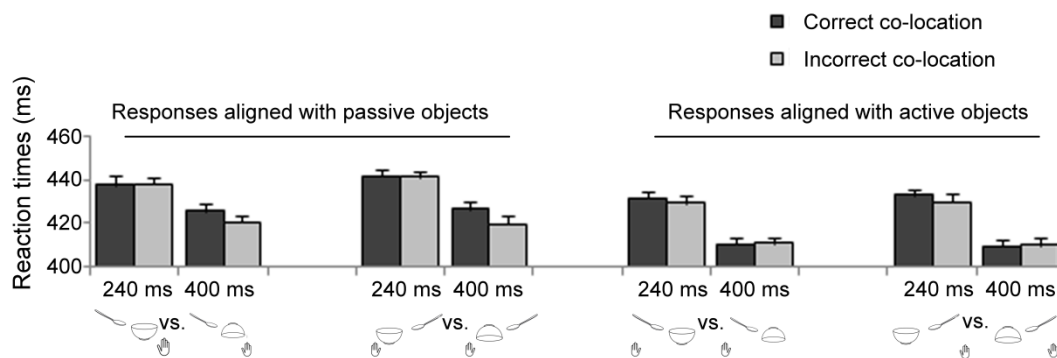 Correct co-location
Incorrect co-location
Responses aligned with passive objects
Responses aligned with active objects
Reaction times (ms)
460
440
420
400
240 ms 400 ms 240 ms 400 ms 240 ms 400 ms 240 ms 400 ms
vs. vs. vs. vs.